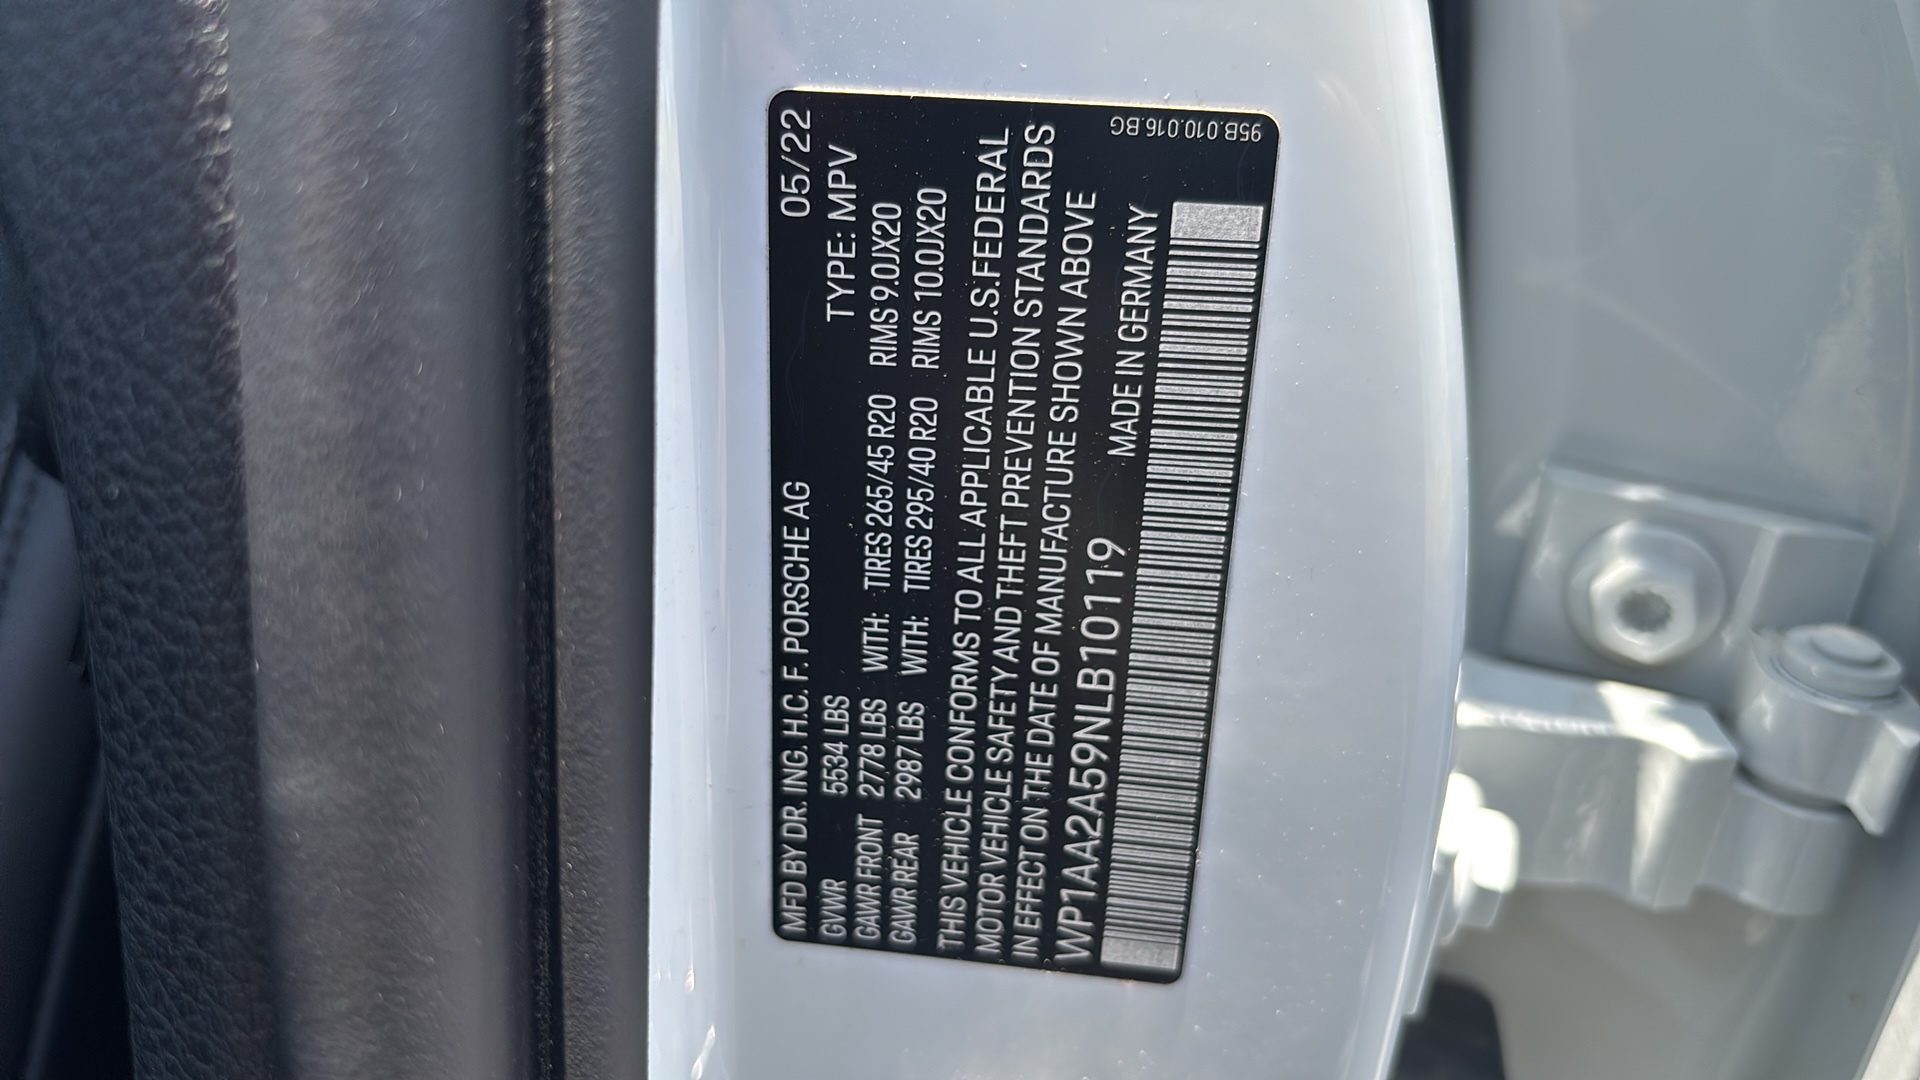 MFD BY DR. ING. H.C. F. PORSCHE AG 05/22
GVWR 5534 LBS TYPE: MPV
GAWR FRONT 2778 LBS WITH: TIRES 265/45 R20 RIMS 9.0JX20
GAWR REAR 2987 LBS WITH: TIRES 295/40 R20 RIMS 10.0JX20
THIS VEHICLE CONFORMS TO ALL APPLICABLE U.S. FEDERAL
MOTOR VEHICLE SAFETY AND THEFT PREVENTION STANDARDS
IN EFFECT ON THE DATE OF MANUFACTURE SHOWN ABOVE
WP1AA2A59NLB10119 MADE IN GERMANY
95B.010.016.BG